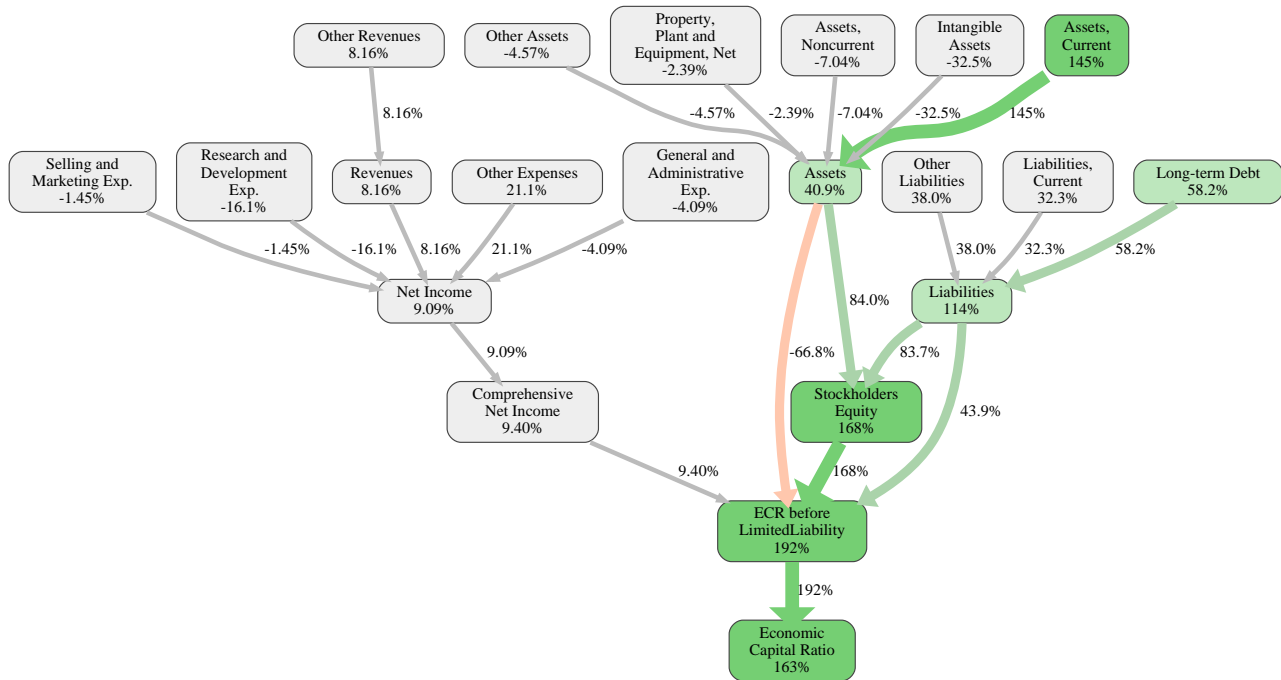 Other Revenues
8.16%
Other Assets
-4.57%
Property,
Plant and
Equipment, Net
-2.39%
Assets,
Noncurrent
-7.04%
Intangible
Assets
-32.5%
Assets,
Current
145%
8.16%
-4.57%
-2.39%
-7.04%
-32.5%
145%
Selling and
Marketing Exp.
-1.45%
Research and
Development
Exp.
-16.1%
Revenues
8.16%
Other Expenses
21.1%
General and
Administrative
Exp.
-4.09%
Assets
40.9%
Other
Liabilities
38.0%
Liabilities,
Current
32.3%
Long-term Debt
58.2%
-1.45%
-16.1%
8.16%
21.1%
-4.09%
38.0%
32.3%
58.2%
Net Income
9.09%
84.0%
Liabilities
114%
9.09%
-66.8%
83.7%
Comprehensive
Net Income
9.40%
Stockholders
Equity
168%
43.9%
9.40%
168%
ECR before
LimitedLiability
192%
192%
Economic
Capital Ratio
163%